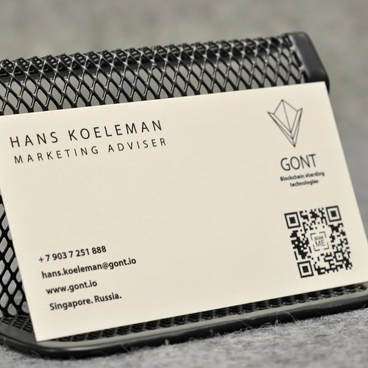 HANS KOELEMAN
MARKETING ADVISER
GONT
Blockchain sharding
technologies
+7 903 7 251 888
hans.koeleman@gont.io
www.gont.io
Singapore. Russia.